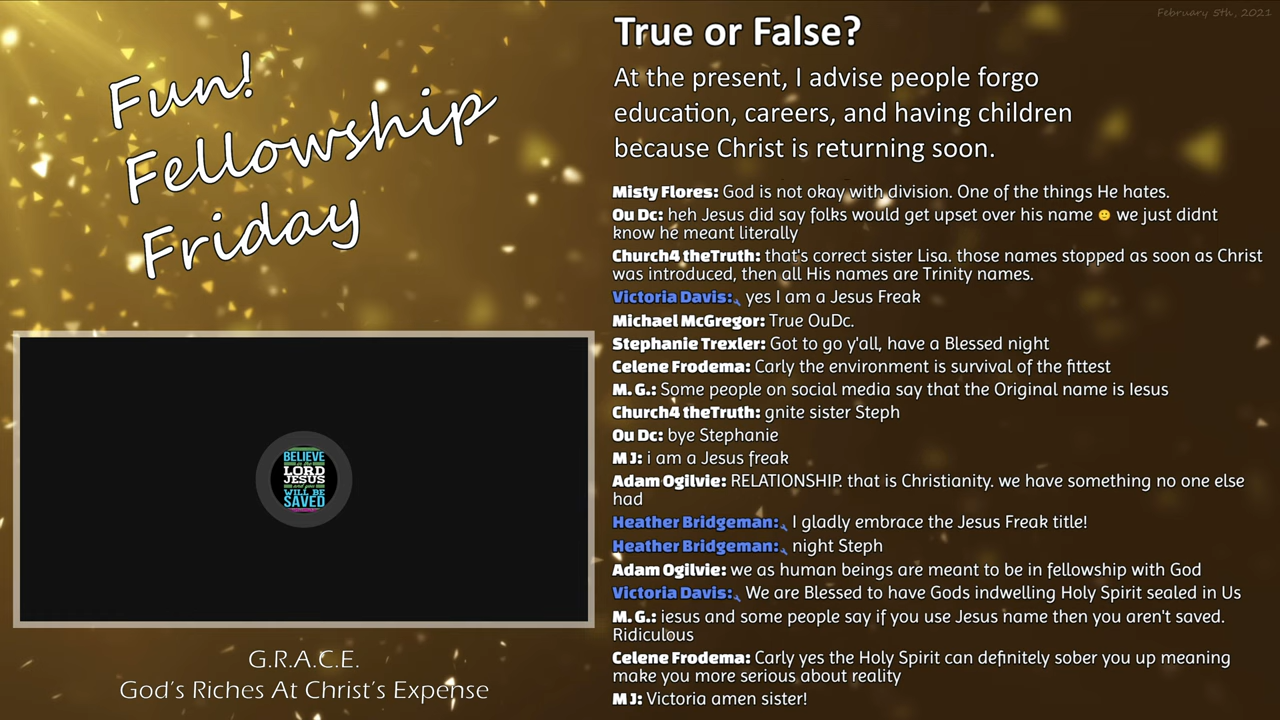 Fun!
Fellowship
Friday
BELIEVE
LORD
JESUS
WILL BE
SAVED
G.R.A.C.E.
God's Riches At Christ's Expense
February 5th, 2021
True or False?
At the present, I advise people forgo
education, careers, and having children
because Christ is returning soon.
Misty Flores: God is not okay with division. One of the things He hates.
Ou Dc: heh Jesus did say folks would get upset over his name 🙂 we just didnt
know he meant literally
Church4 theTruth: that's correct sister Lisa. those names stopped as soon as Christ
was introduced, then all His names are Trinity names.
Victoria Davis: yes I am a Jesus Freak
Michael McGregor: True OuDc.
Stephanie Trexler: Got to go y'all, have a Blessed night
Celene Frodema: Carly the environment is survival of the fittest
M. G.: Some people on social media say that the Original name is Iesus
Church4 theTruth: gnite sister Steph
Ou Dc: bye Stephanie
M J: i am a Jesus freak
Adam Ogilvie: RELATIONSHIP. that is Christianity. we have something no one else
had
Heather Bridgeman: I gladly embrace the Jesus Freak title!
Heather Bridgeman: night Steph
Adam Ogilvie: we as human beings are meant to be in fellowship with God
Victoria Davis: We are Blessed to have Gods indwelling Holy Spirit sealed in Us
M. G.: iesus and some people say if you use Jesus name then you aren't saved.
Ridiculous
Celene Frodema: Carly yes the Holy Spirit can definitely sober you up meaning
make you more serious about reality
M J: Victoria amen sister!